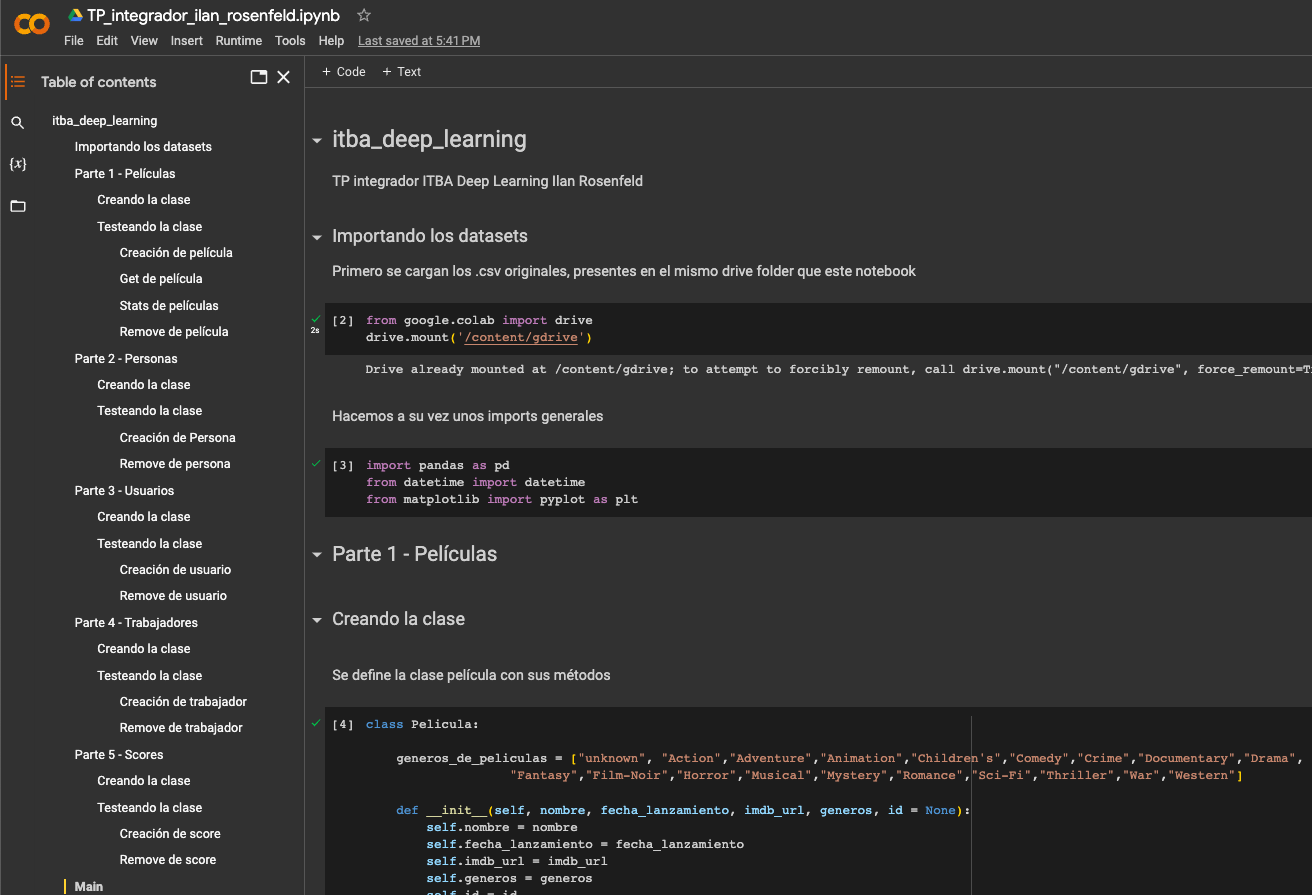 TP_integrador_ilan_rosenfeld.ipynb
File Edit View Insert Runtime Tools Help Last saved at 5:41 PM
Table of contents
itba_deep_learning
Importando los datasets
Parte 1 - Películas
Creando la clase
Testeando la clase
Creación de película
Get de película
Stats de películas
Remove de película
Parte 2 - Personas
Creando la clase
Testeando la clase
Creación de Persona
Remove de persona
Parte 3 - Usuarios
Creando la clase
Testeando la clase
Creación de usuario
Remove de usuario
Parte 4 - Trabajadores
Creando la clase
Testeando la clase
Creación de trabajador
Remove de trabajador
Parte 5 - Scores
Creando la clase
Testeando la clase
Creación de score
Remove de score
Main
{x}
+ Code + Text
itba_deep_learning
TP integrador ITBA Deep Learning Ilan Rosenfeld
Importando los datasets
Primero se cargan los .csv originales, presentes en el mismo drive folder que este notebook
2s
[2] from google.colab import drive
drive.mount('/content/gdrive')
Drive already mounted at /content/gdrive; to attempt to forcibly remount, call drive.mount("/content/gdrive", force_remount=T
Hacemos a su vez unos imports generales
[3] import pandas as pd
from datetime import datetime
from matplotlib import pyplot as plt
Parte 1 - Películas
Creando la clase
Se define la clase película con sus métodos
[4] class Pelicula:
generos_de_peliculas = ["unknown", "Action","Adventure","Animation","Children's","Comedy","Crime","Documentary","Drama",
"Fantasy","Film-Noir","Horror","Musical","Mystery","Romance","Sci-Fi","Thriller","War","Western"]
def __init__(self, nombre, fecha_lanzamiento, imdb_url, generos, id = None):
self.nombre = nombre
self.fecha_lanzamiento = fecha_lanzamiento
self.imdb_url = imdb_url
self.generos = generos
self.id = id